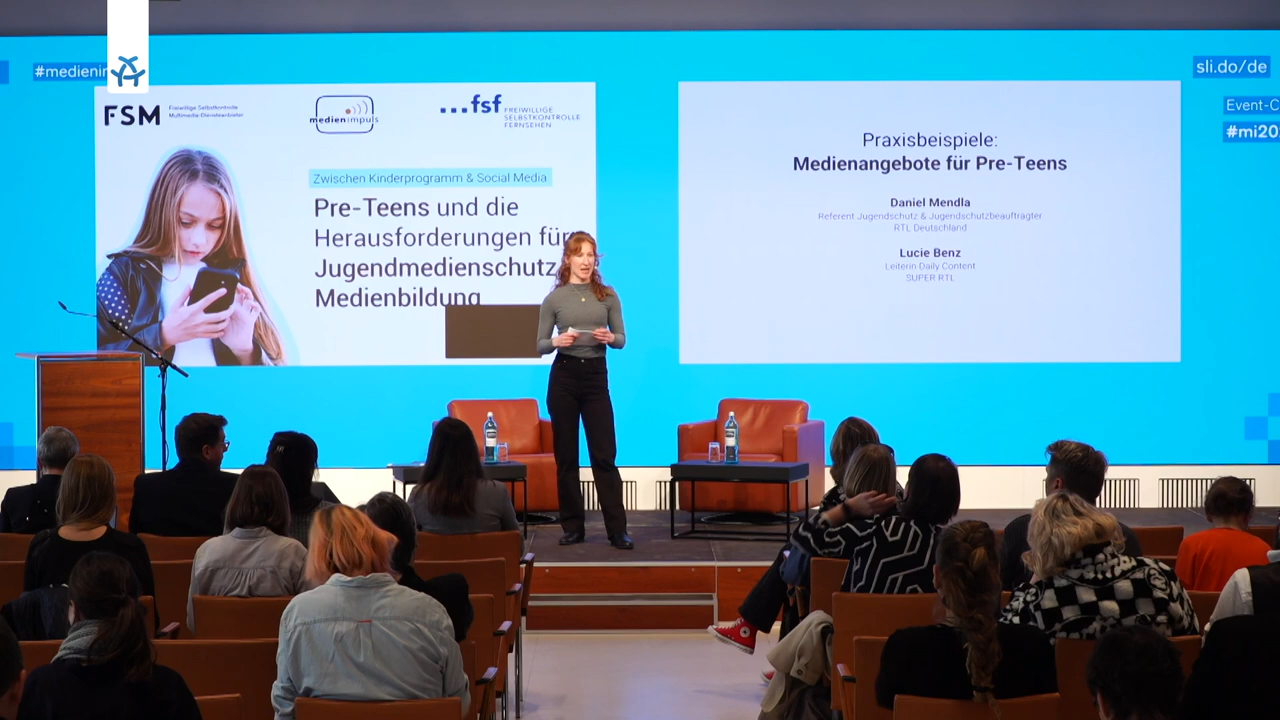 #medienim
FSM
Freiwillige Selbstkontrolle
Multimedia-Diensteanbieter
medienimpuls
...fsf
FREIWILLIGE
SELBSTKONTROLLE
FERNSEHEN
Zwischen Kinderprogramm & Social Media
Pre-Teens und die
Herausforderungen für
Jugendmedienschutz
Medienbildung
Praxisbeispiele:
Medienangebote für Pre-Teens
Daniel Mendla
Referent Jugendschutz & Jugendschutzbeauftragter
RTL Deutschland
Lucie Benz
Leiterin Daily Content
SUPER RTL
sli.do/de
Event-C
#mi20